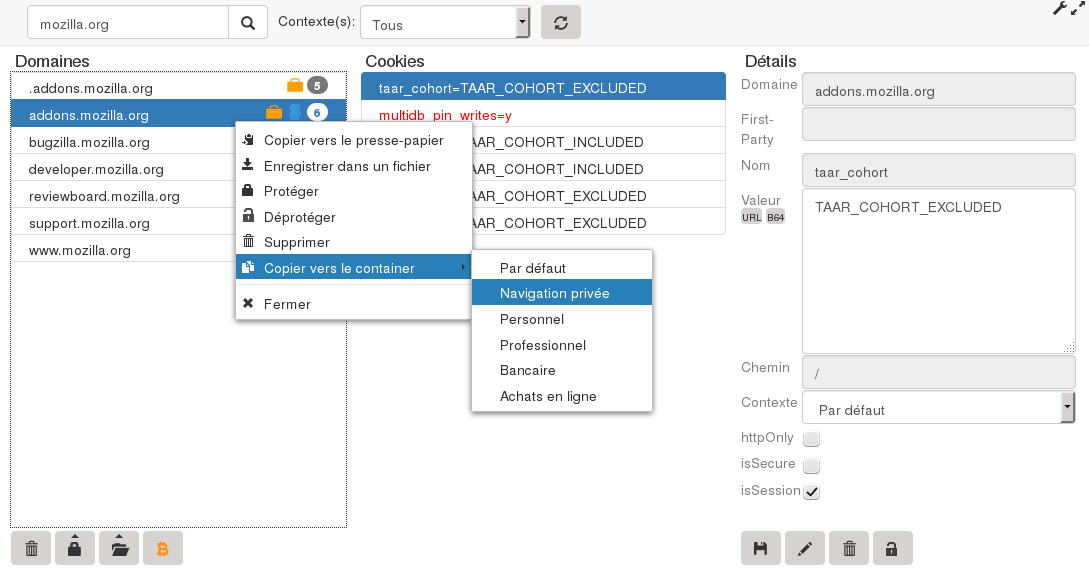 mozilla.org
Contexte(s):
Tous
Domaines
.addons.mozilla.org
5
addons.mozilla.org
6
bugzilla.mozilla.org
developer.mozilla.org
reviewboard.mozilla.org
support.mozilla.org
www.mozilla.org
Copier vers le presse-papier
Enregistrer dans un fichier
Protéger
Déprotéger
Supprimer
Copier vers le container
Fermer
Par défaut
Navigation privée
Personnel
Professionnel
Bancaire
Achats en ligne
Cookies
taar_cohort=TAAR_COHORT_EXCLUDED
multidb_pin_writes=y
AAR_COHORT_INCLUDED
AAR_COHORT_INCLUDED
AAR_COHORT_EXCLUDED
AAR_COHORT_EXCLUDED
Détails
Domaine
addons.mozilla.org
First-
Party
Nom
taar_cohort
Valeur
URL B64
TAAR_COHORT_EXCLUDED
Chemin
/
Contexte
Par défaut
httpOnly
isSecure
isSession